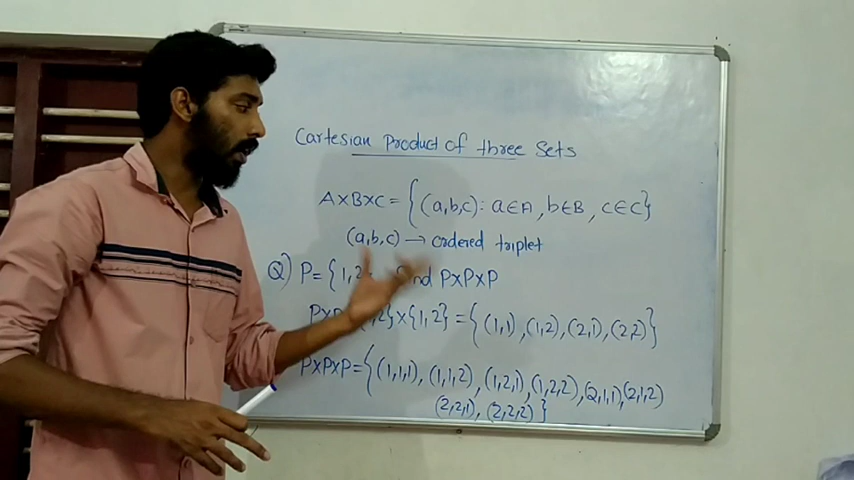 Cartesian Product of three Sets
A×B×C = {(a,b,c): a∈A, b∈B, c∈C}
(a,b,c) → ordered triplet
Q) P = {1,2 find P×P×P
P×P ,2}×{1,2} = {(1,1), (1,2), (2,1), (2,2)}
P×P×P = {(1,1,1), (1,1,2), (1,2,1), (1,2,2), (2,1,1), (2,1,2)
(2,2,1), (2,2,2)}